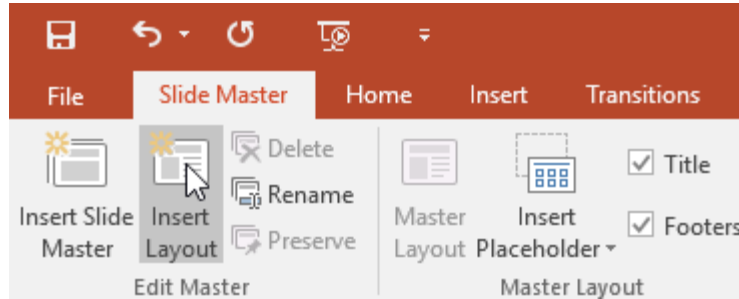 File Slide Master Home Insert Transitions
Insert Slide Master
Insert Layout
Delete
Rename
Preserve
Master Layout
Insert Placeholder
Title
Footers
Edit Master
Master Layout